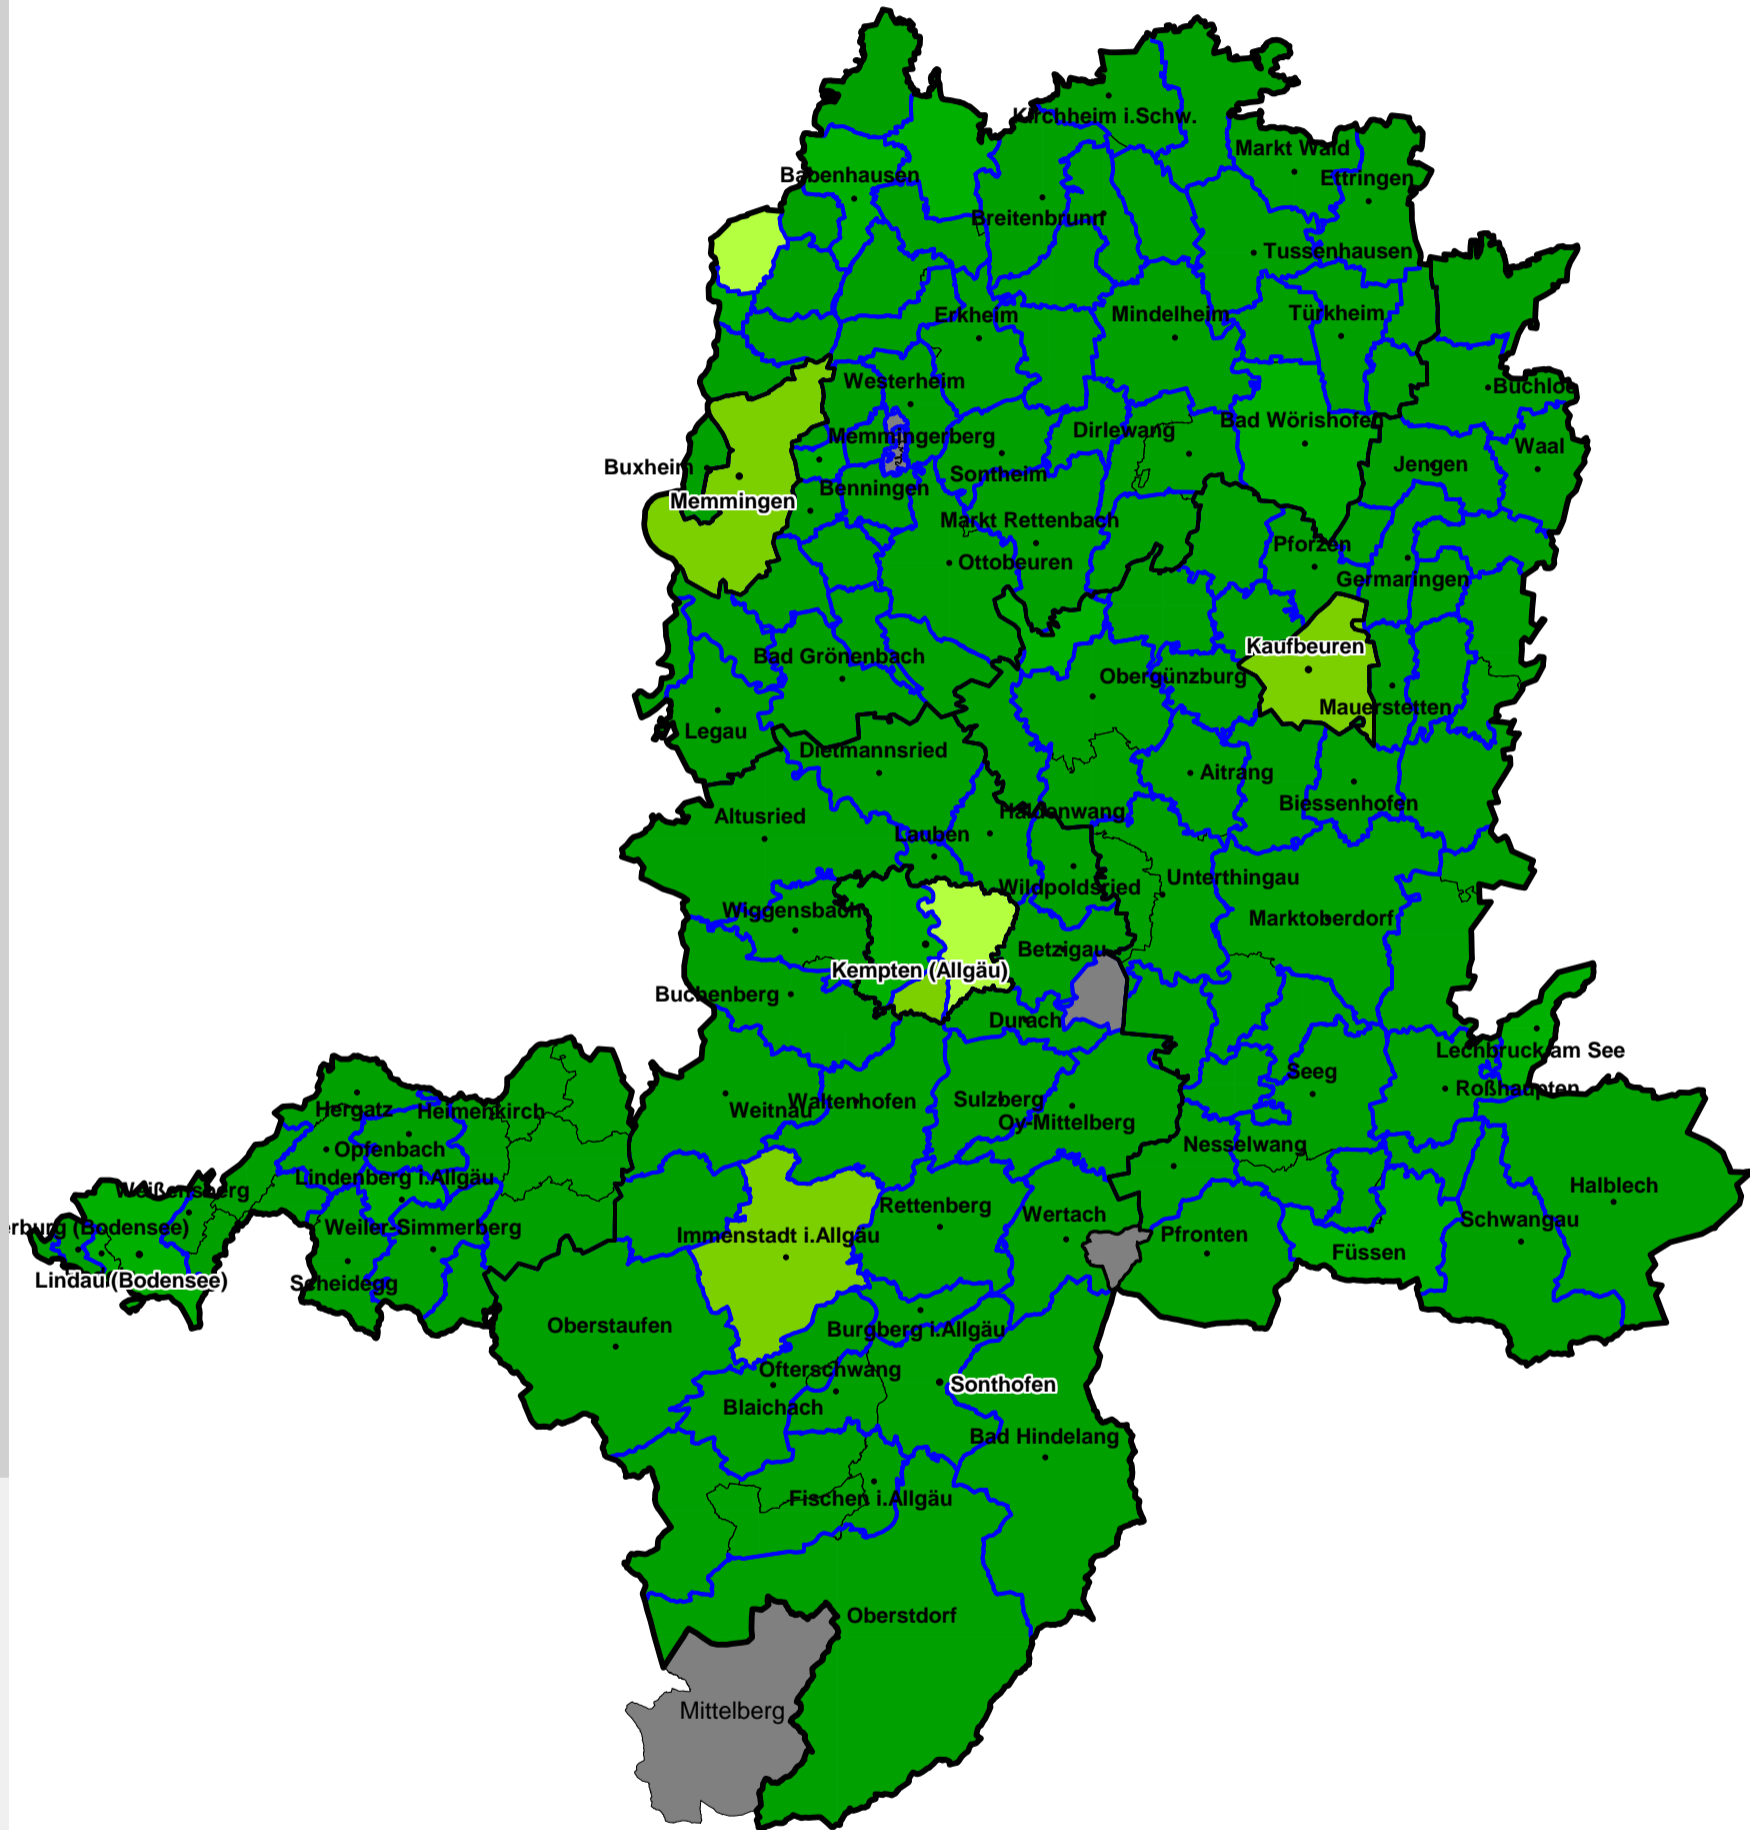 Kirchheim i.Schw.
Markt Wald
Babenhausen
Ettringen
Breitenbrunn
Tussenhausen
Erkheim
Mindelheim
Türkheim
Westerheim
Buchloe
Memmingerberg
Dirlewang
Bad Wörishofen
Waal
Buxheim
Sontheim
Jengen
Benningen
Memmingen
Markt Rettenbach
Pforzen
Ottobeuren
Germaringen
Kaufbeuren
Bad Grönenbach
Obergünzburg
Mauerstetten
Legau
Dietmannsried
Aitrang
Biessenhofen
Altusried
Haldenwang
Lauben
Unterthingau
Wildpoldsried
Wiggensbach
Marktoberdorf
Betzigau
Kempten (Allgäu)
Buchenberg
Durach
Lechbruck am See
Seeg
Roßhaupten
Hergatz
Heimenkirch
Weitnau
Waltenhofen
Sulzberg
Oy-Mittelberg
Opfenbach
Nesselwang
Lindenberg i.Allgäu
Weißensberg
Halblech
Rettenberg
Wertach
Schwangau
erburg (Bodensee)
Weiler-Simmerberg
Immenstadt i.Allgäu
Pfronten
Füssen
Lindau (Bodensee)
Scheidegg
Oberstaufen
Burgberg i.Allgäu
Ofterschwang
Sonthofen
Blaichach
Bad Hindelang
Fischen i.Allgäu
Oberstdorf
Mittelberg